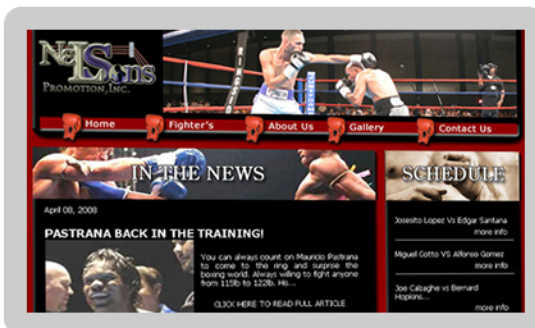 NelSons
PROMOTION, INC.
Home
Fighter's
About Us
Gallery
Contact Us
IN THE NEWS
April 08, 2008
PASTRANA BACK IN THE TRAINING!
You can always count on Mauricio Pastrana
to come to the ring and surprise the
boxing world. Always willing to fight anyone
from 115lb to 122lb. His...
CLICK HERE TO READ FULL ARTICLE
SCHEDULE
Josesito Lopez Vs Edgar Santana
more info
Miguel Cotto VS Alfonso Gomez
more info
Joe Calzaghe vs Bernard
Hopkins...
more info